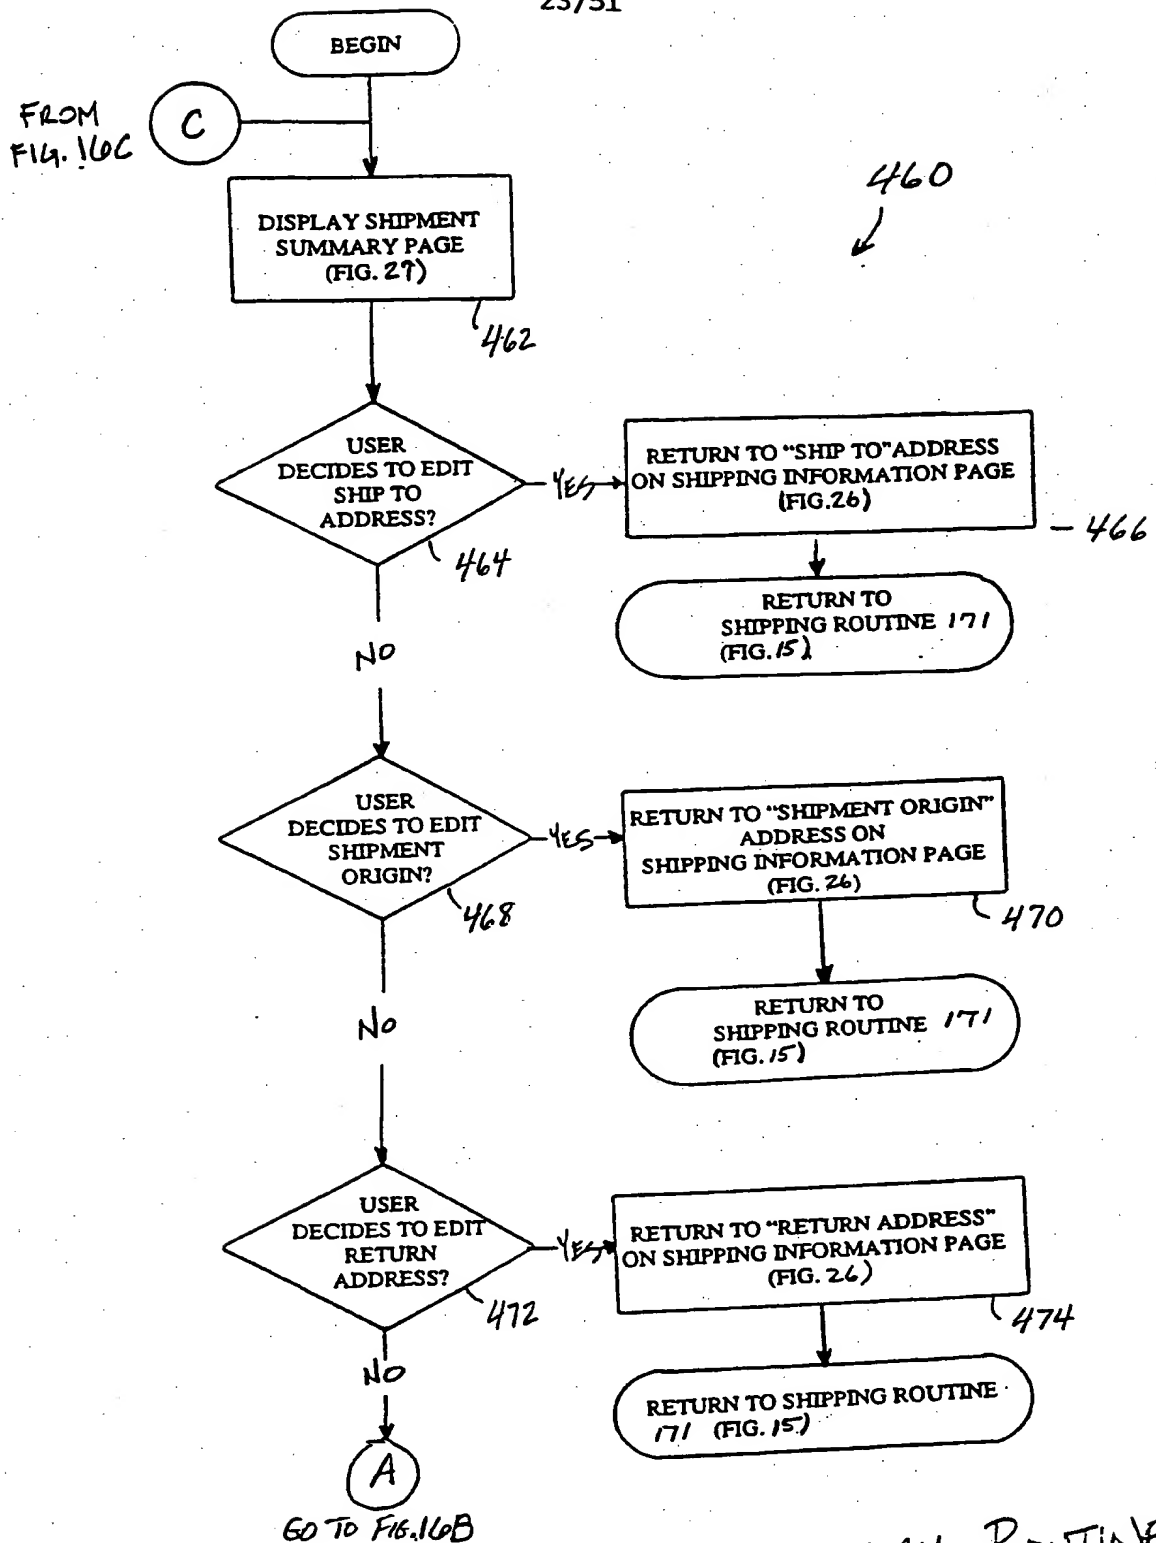 23/51
BEGIN
FROM
FIG. 16C
C
460
DISPLAY SHIPMENT
SUMMARY PAGE
(FIG. 27)
462
USER
DECIDES TO EDIT
SHIP TO
ADDRESS?
464
YES
RETURN TO "SHIP TO" ADDRESS
ON SHIPPING INFORMATION PAGE
(FIG.26)
466
RETURN TO
SHIPPING ROUTINE 171
(FIG.15)
NO
USER
DECIDES TO EDIT
SHIPMENT
ORIGIN?
468
YES
RETURN TO "SHIPMENT ORIGIN"
ADDRESS ON
SHIPPING INFORMATION PAGE
(FIG. 26)
470
RETURN TO
SHIPPING ROUTINE 171
(FIG.15)
NO
USER
DECIDES TO EDIT
RETURN
ADDRESS?
472
YES
RETURN TO "RETURN ADDRESS"
ON SHIPPING INFORMATION PAGE
(FIG. 26)
474
RETURN TO SHIPPING ROUTINE
171 (FIG.15)
NO
A
GO TO FIG.16B
ROUTINE